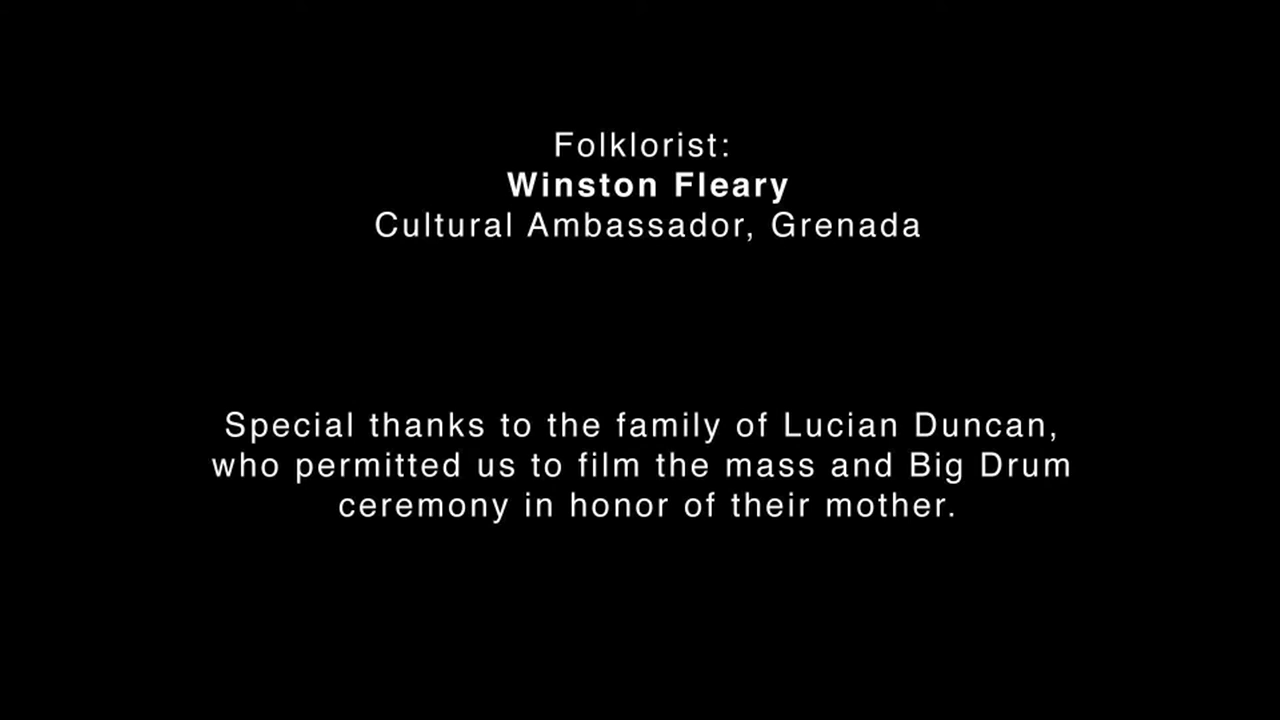 Folklorist:
Winston Fleary
Cultural Ambassador, Grenada
Special thanks to the family of Lucian Duncan,
who permitted us to film the mass and Big Drum
ceremony in honor of their mother.